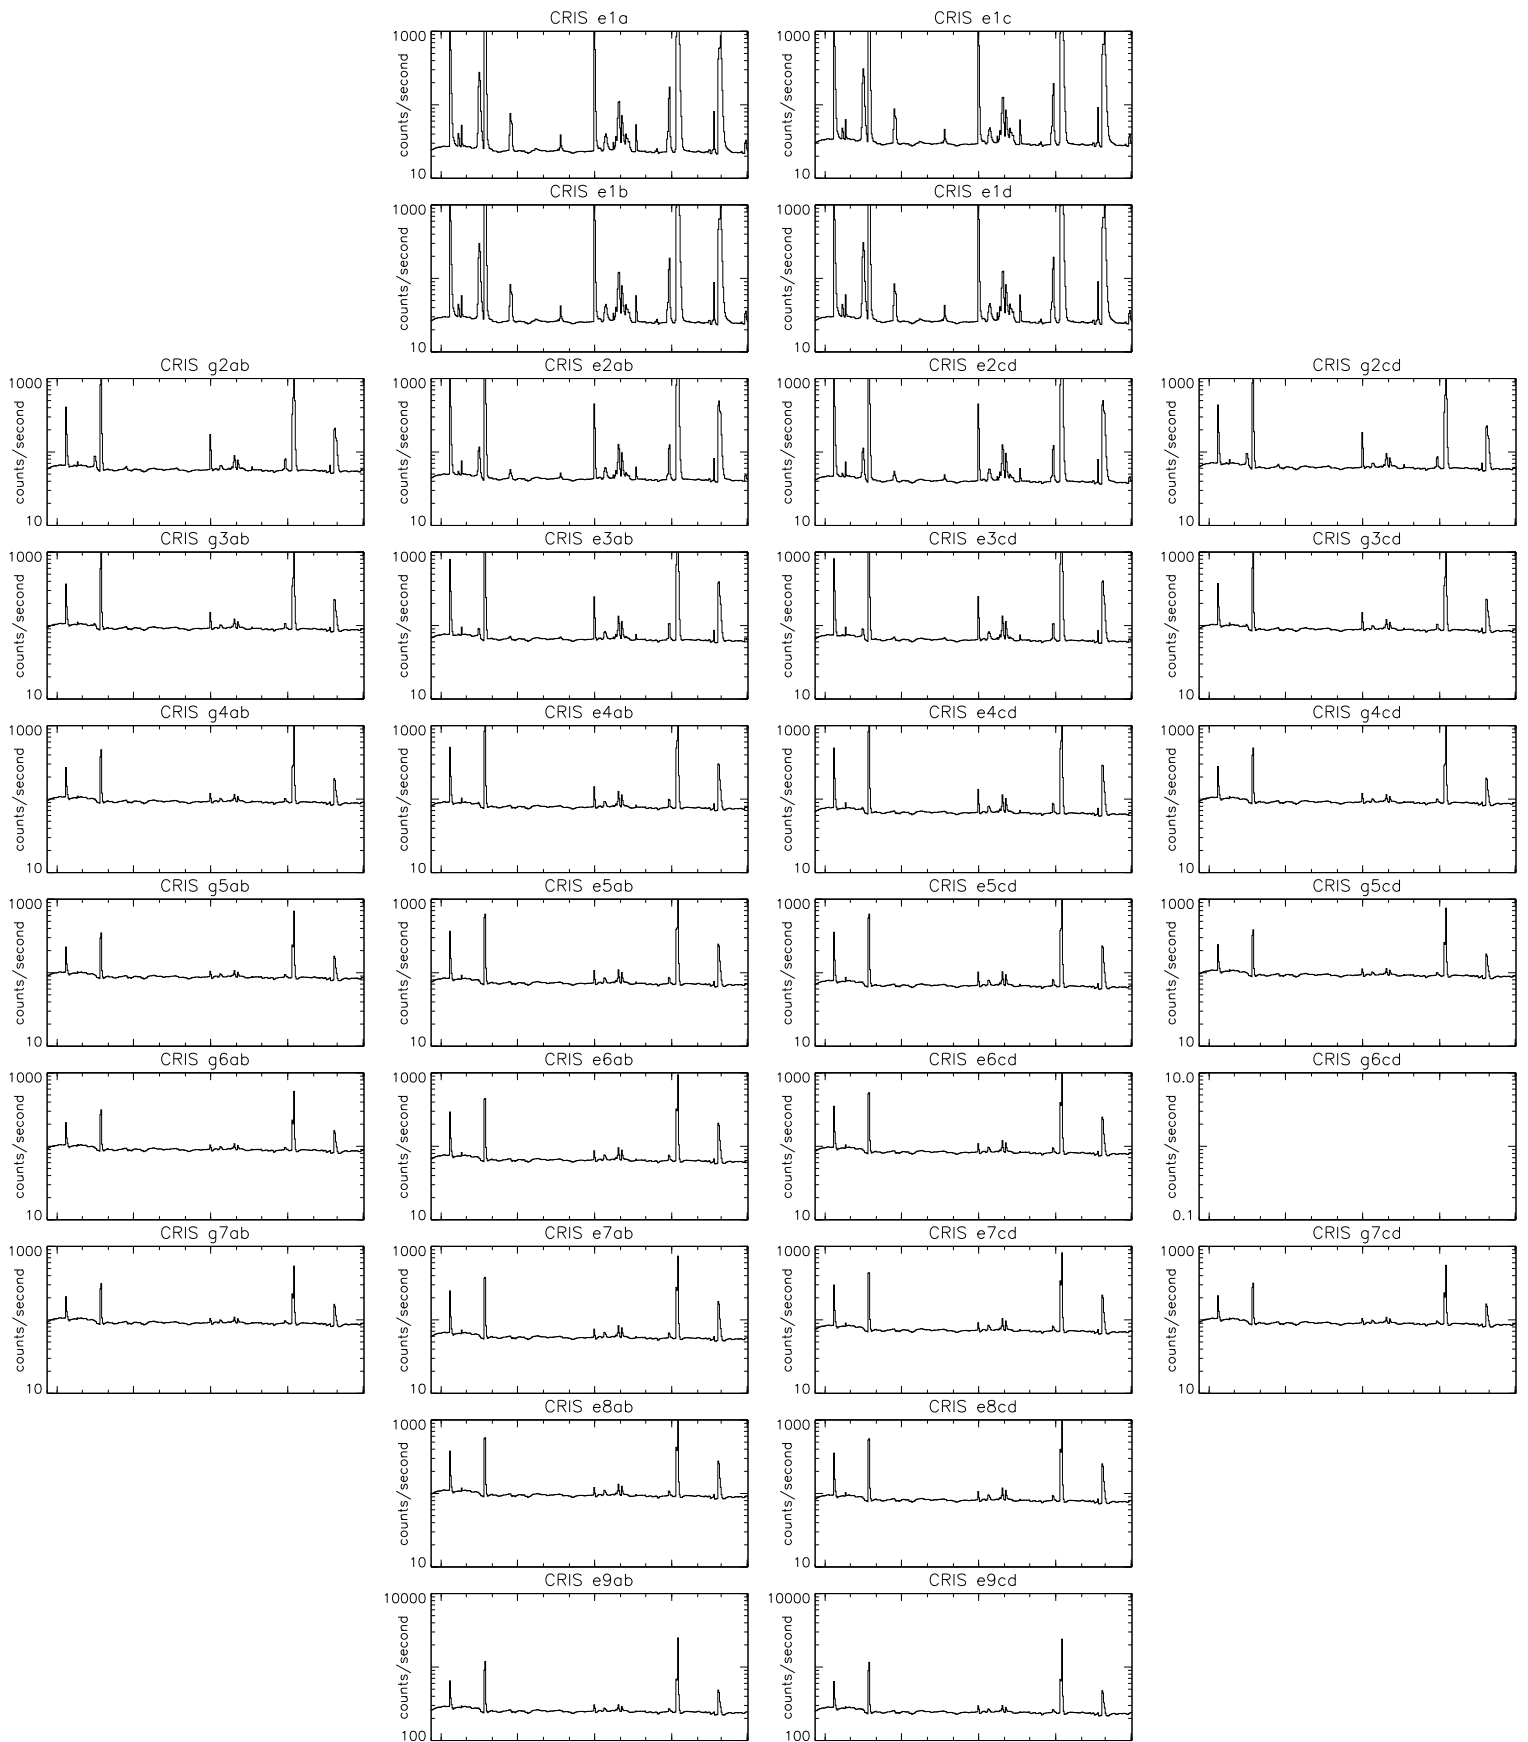 CRIS e1a
CRIS e1c
1000
counts/second
10
1000
counts/second
10
CRIS e1b
CRIS e1d
1000
counts/second
10
1000
counts/second
10
CRIS g2ab
CRIS e2ab
CRIS e2cd
CRIS g2cd
1000
counts/second
10
1000
counts/second
10
1000
counts/second
10
1000
counts/second
10
CRIS g3ab
CRIS e3ab
CRIS e3cd
CRIS g3cd
1000
counts/second
10
1000
counts/second
10
1000
counts/second
10
1000
counts/second
10
CRIS g4ab
CRIS e4ab
CRIS e4cd
CRIS g4cd
1000
counts/second
10
1000
counts/second
10
1000
counts/second
10
1000
counts/second
10
CRIS g5ab
CRIS e5ab
CRIS e5cd
CRIS g5cd
1000
counts/second
10
1000
counts/second
10
1000
counts/second
10
1000
counts/second
10
CRIS g6ab
CRIS e6ab
CRIS e6cd
CRIS g6cd
1000
counts/second
10
1000
counts/second
10
1000
counts/second
10
10.0
counts/second
0.1
CRIS g7ab
CRIS e7ab
CRIS e7cd
CRIS g7cd
1000
counts/second
10
1000
counts/second
10
1000
counts/second
10
1000
counts/second
10
CRIS e8ab
CRIS e8cd
1000
counts/second
10
1000
counts/second
10
CRIS e9ab
CRIS e9cd
10000
counts/second
100
10000
counts/second
100